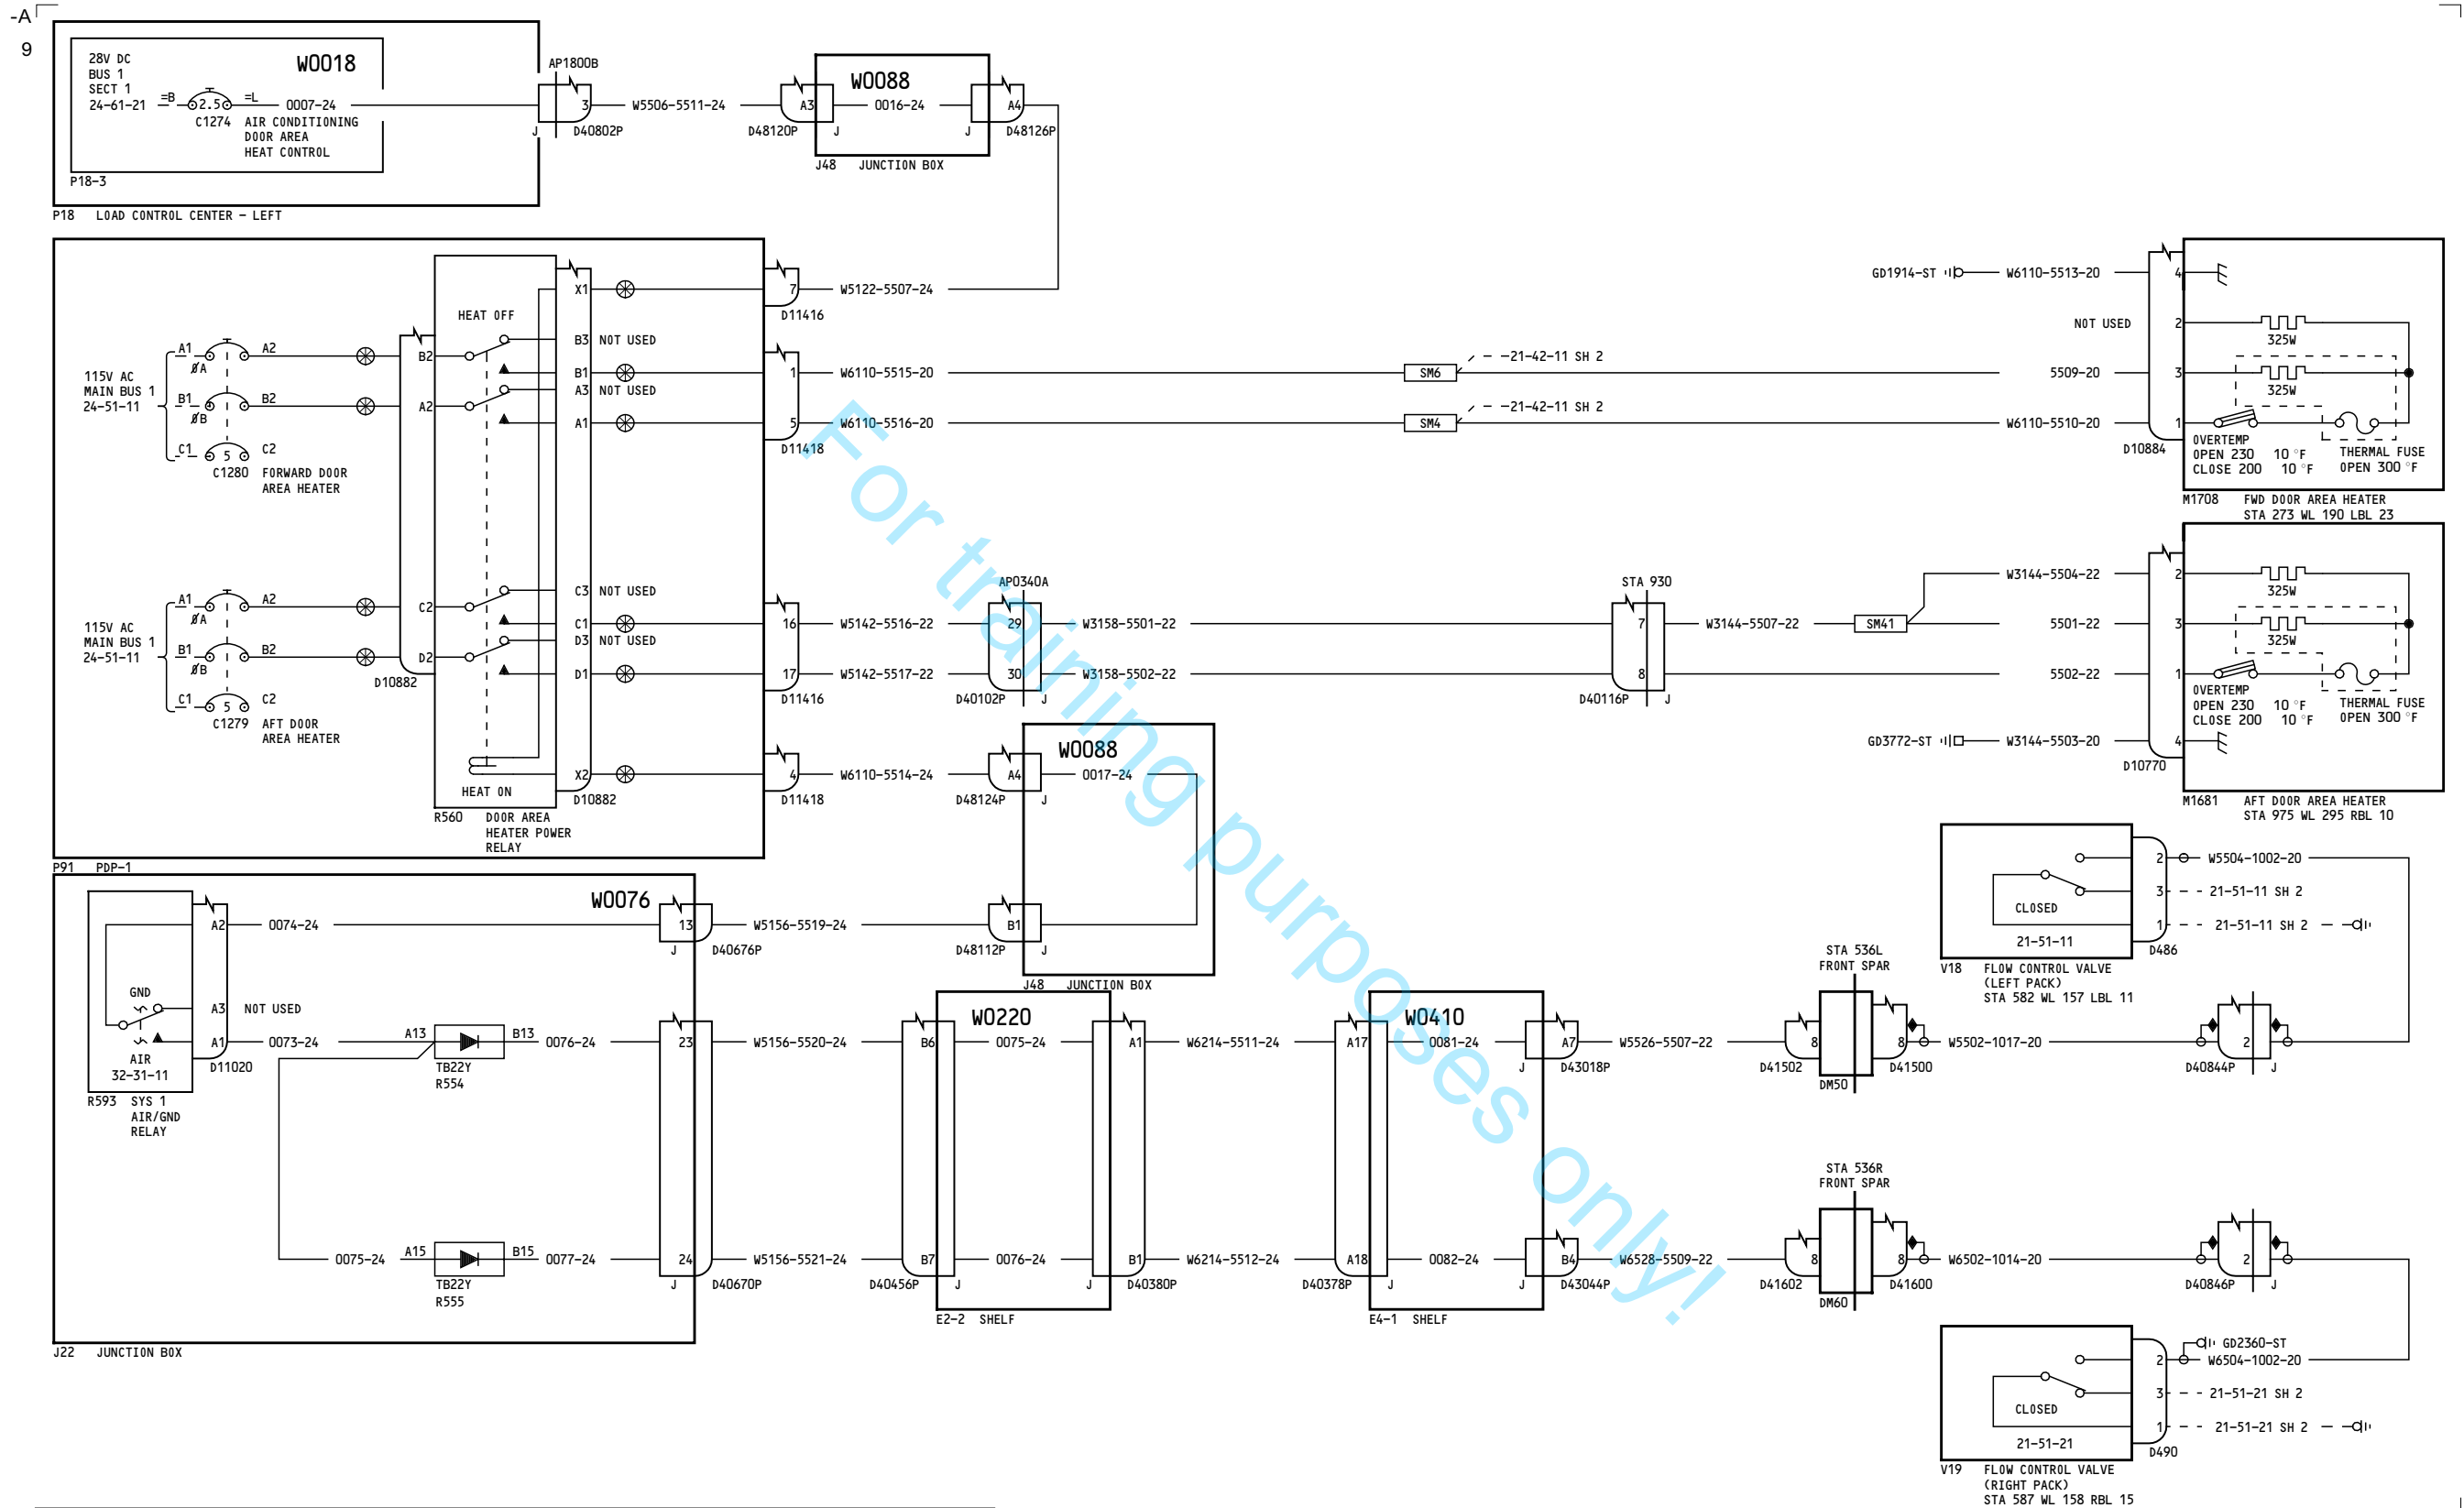 -A
9
28V DC
BUS 1
SECT 1
24-61-21
=B
2.5
=L
W0018
0007-24
C1274
AIR CONDITIONING
DOOR AREA
HEAT CONTROL
P18-3
P18 LOAD CONTROL CENTER - LEFT
AP1800B
3
J
D40802P
W5506-5511-24
A3
D48120P
J
W0088
0016-24
A4
J
D48126P
J48 JUNCTION BOX
115V AC
MAIN BUS 1
24-51-11
A1
ØA
A2
B1
ØB
B2
C1
5
C2
C1280 FORWARD DOOR
AREA HEATER
115V AC
MAIN BUS 1
24-51-11
A1
ØA
A2
B1
ØB
B2
C1
5
C2
C1279 AFT DOOR
AREA HEATER
B2
A2
C2
D2
D10882
HEAT OFF
HEAT ON
X1
B3 NOT USED
B1
A3 NOT USED
A1
C3 NOT USED
C1
D3 NOT USED
D1
X2
D10882
R560 DOOR AREA
HEATER POWER
RELAY
P91 PDP-1
7
D11416
W5122-5507-24
1
W6110-5515-20
5
W6110-5516-20
D11418
SM6
21-42-11 SH 2
SM4
21-42-11 SH 2
GD1914-ST
W6110-5513-20
4
NOT USED
2
5509-20
3
W6110-5510-20
1
D10884
325W
325W
OVERTEMP
OPEN 230 10 °F
CLOSE 200 10 °F
THERMAL FUSE
OPEN 300 °F
M1708 FWD DOOR AREA HEATER
STA 273 WL 190 LBL 23
16
W5142-5516-22
17
W5142-5517-22
D11416
AP0340A
29
30
D40102P
J
W3158-5501-22
W3158-5502-22
STA 930
7
8
D40116P
J
W3144-5507-22
SM41
W3144-5504-22
2
5501-22
3
5502-22
1
GD3772-ST
W3144-5503-20
4
D10770
325W
325W
OVERTEMP
OPEN 230 10 °F
CLOSE 200 10 °F
THERMAL FUSE
OPEN 300 °F
M1681 AFT DOOR AREA HEATER
STA 975 WL 295 RBL 10
4
D11418
W6110-5514-24
A4
D48124P
J
W0088
0017-24
B1
D48112P
J
J48 JUNCTION BOX
W0076
A2
0074-24
13
J
D40676P
W5156-5519-24
GND
A3 NOT USED
A1
0073-24
AIR
32-31-11
D11020
R593 SYS 1
AIR/GND
RELAY
A13
B13
TB22Y
R554
0076-24
23
W5156-5520-24
0075-24
A15
B15
TB22Y
R555
0077-24
24
J
D40670P
W5156-5521-24
J22 JUNCTION BOX
B6
W0220
0075-24
A1
B7
0076-24
B1
D40456P
J
J
D40380P
E2-2 SHELF
W6214-5511-24
W6214-5512-24
A17
W0410
0081-24
A7
J
D43018P
A18
D40378P
J
0082-24
B4
J
D43044P
E4-1 SHELF
W5526-5507-22
STA 536L
FRONT SPAR
8
D41502
DM50
8
D41500
W5502-1017-20
2
D40844P
J
W6528-5509-22
STA 536R
FRONT SPAR
8
D41602
DM60
8
D41600
W6502-1014-20
2
D40846P
J
CLOSED
21-51-11
2
W5504-1002-20
3
21-51-11 SH 2
1
21-51-11 SH 2
D486
V18 FLOW CONTROL VALVE
(LEFT PACK)
STA 582 WL 157 LBL 11
CLOSED
21-51-21
GD2360-ST
2
W6504-1002-20
3
21-51-21 SH 2
1
21-51-21 SH 2
D490
V19 FLOW CONTROL VALVE
(RIGHT PACK)
STA 587 WL 158 RBL 15
For training purposes only!